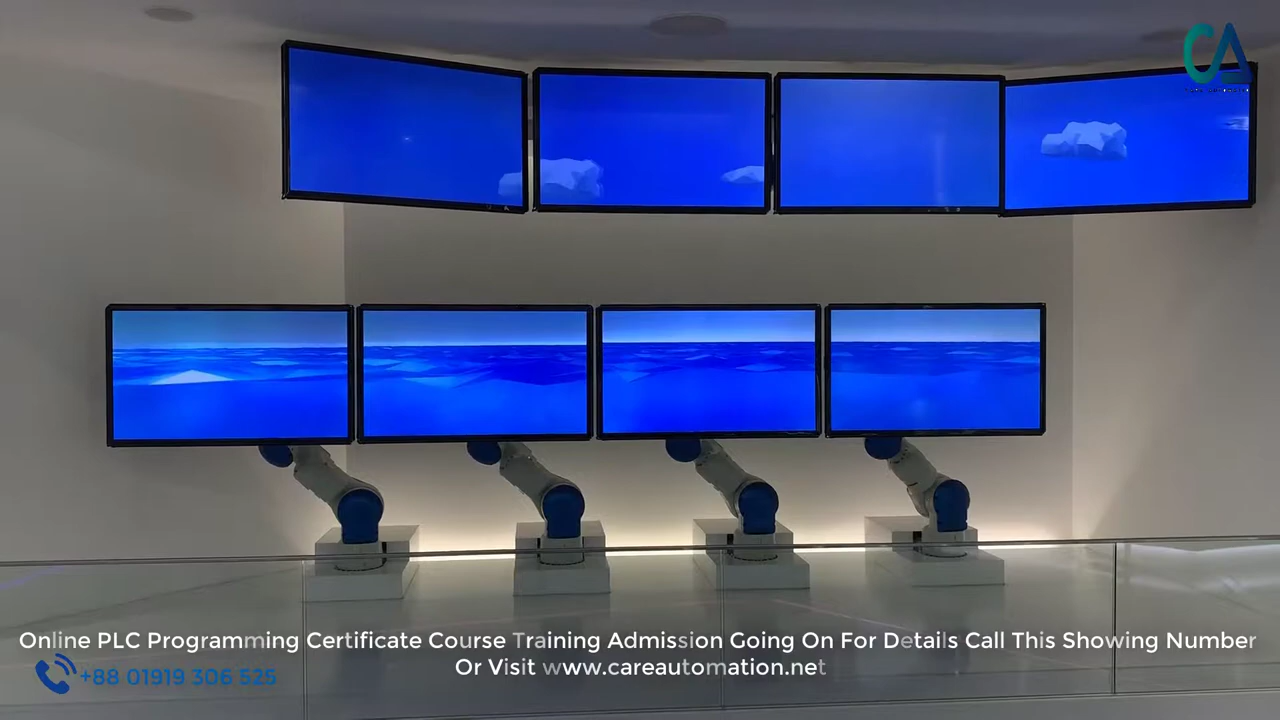 CA
Online PLC Programming Certificate Course Training Admission Going On For Details Call This Showing Number
Or Visit www.careautomation.net
+88 01919 306 525